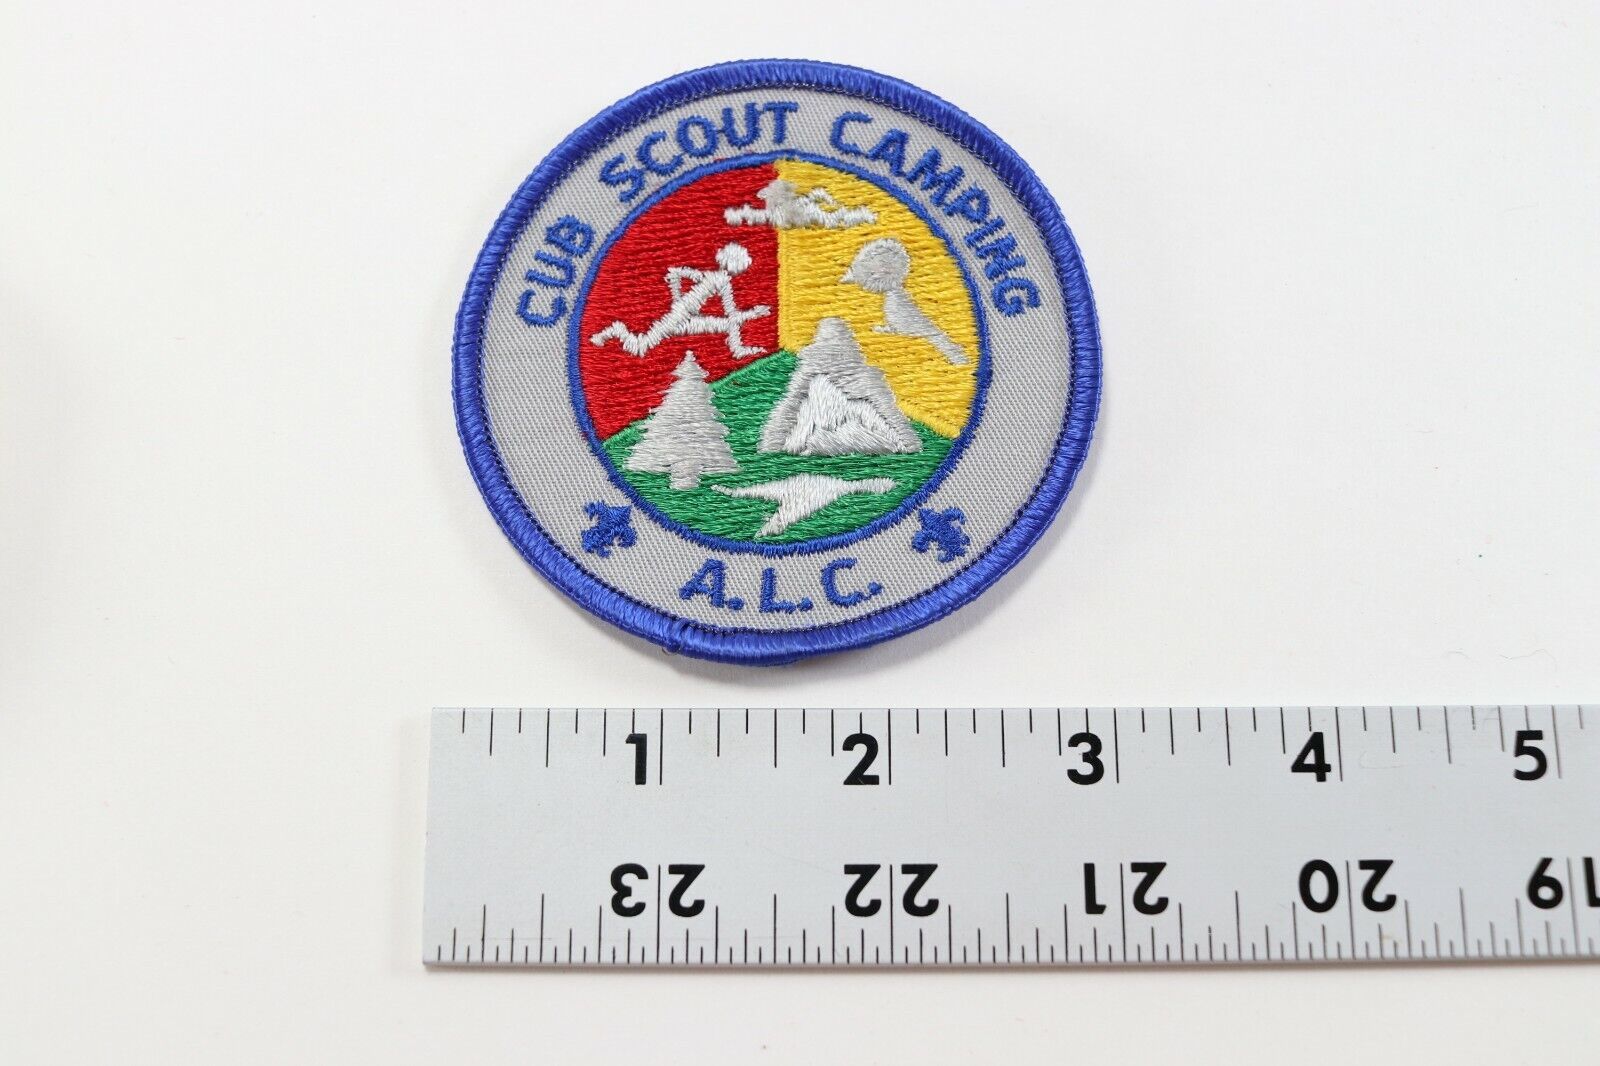 CUB SCOUT CAMPING
A.L.C.
1 2 3 4 5
23 22 21 20 19